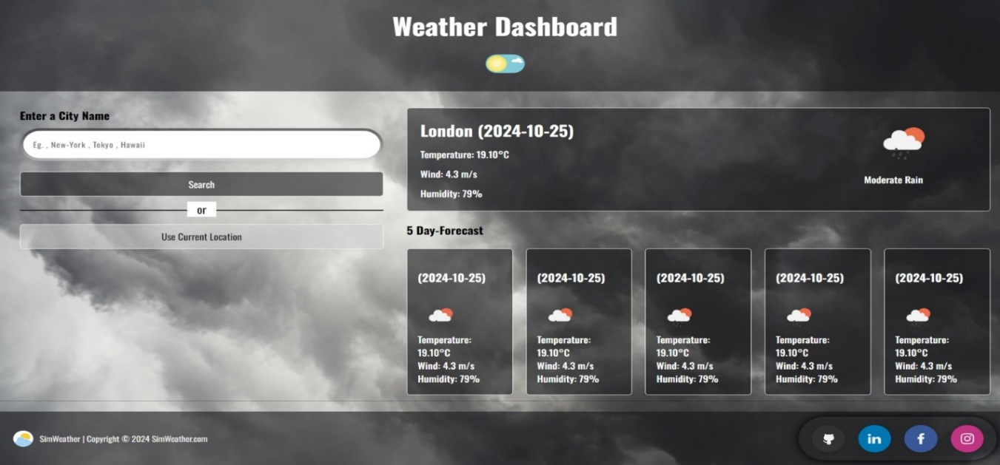 Weather Dashboard
Enter a City Name
Eg. , New-York , Tokyo , Hawaii
Search
or
Use Current Location
London (2024-10-25)
Temperature: 19.10°C
Wind: 4.3 m/s
Humidity: 79%
Moderate Rain
5 Day-Forecast
(2024-10-25)
Temperature:
19.10°C
Wind: 4.3 m/s
Humidity: 79%
(2024-10-25)
Temperature:
19.10°C
Wind: 4.3 m/s
Humidity: 79%
(2024-10-25)
Temperature:
19.10°C
Wind: 4.3 m/s
Humidity: 79%
(2024-10-25)
Temperature:
19.10°C
Wind: 4.3 m/s
Humidity: 79%
(2024-10-25)
Temperature:
19.10°C
Wind: 4.3 m/s
Humidity: 79%
SimWeather | Copyright © 2024 SimWeather.com
in
f